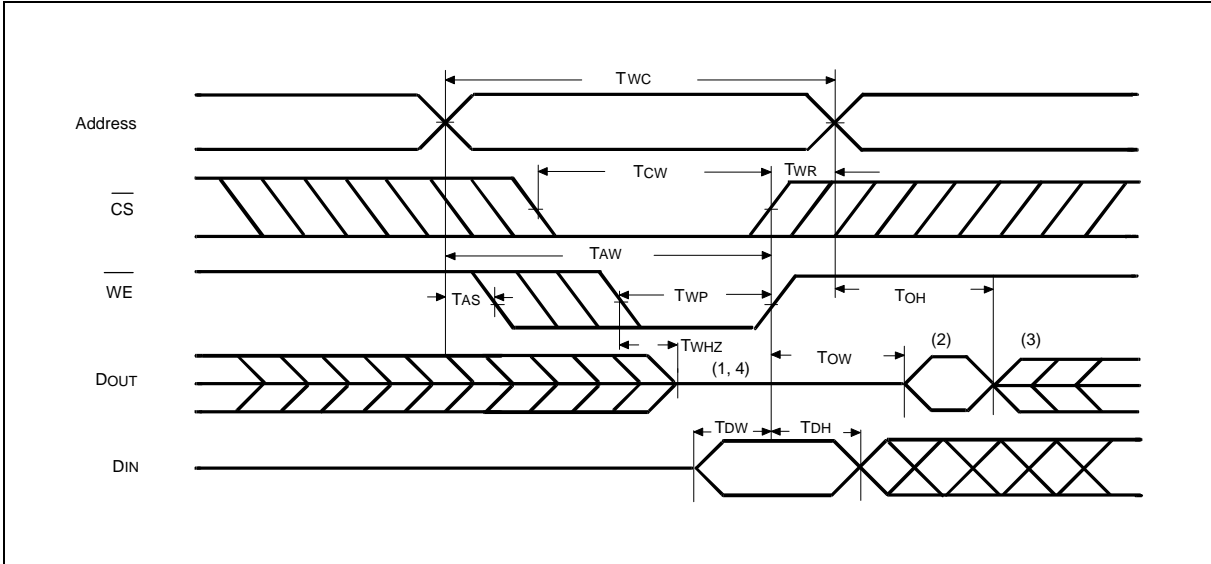 TWC
Address
TCW
TWR
CS
TAW
WE
TAS
TWP
TOH
TWHZ
(1, 4)
TOW
(2)
(3)
DOUT
TDW
TDH
DIN